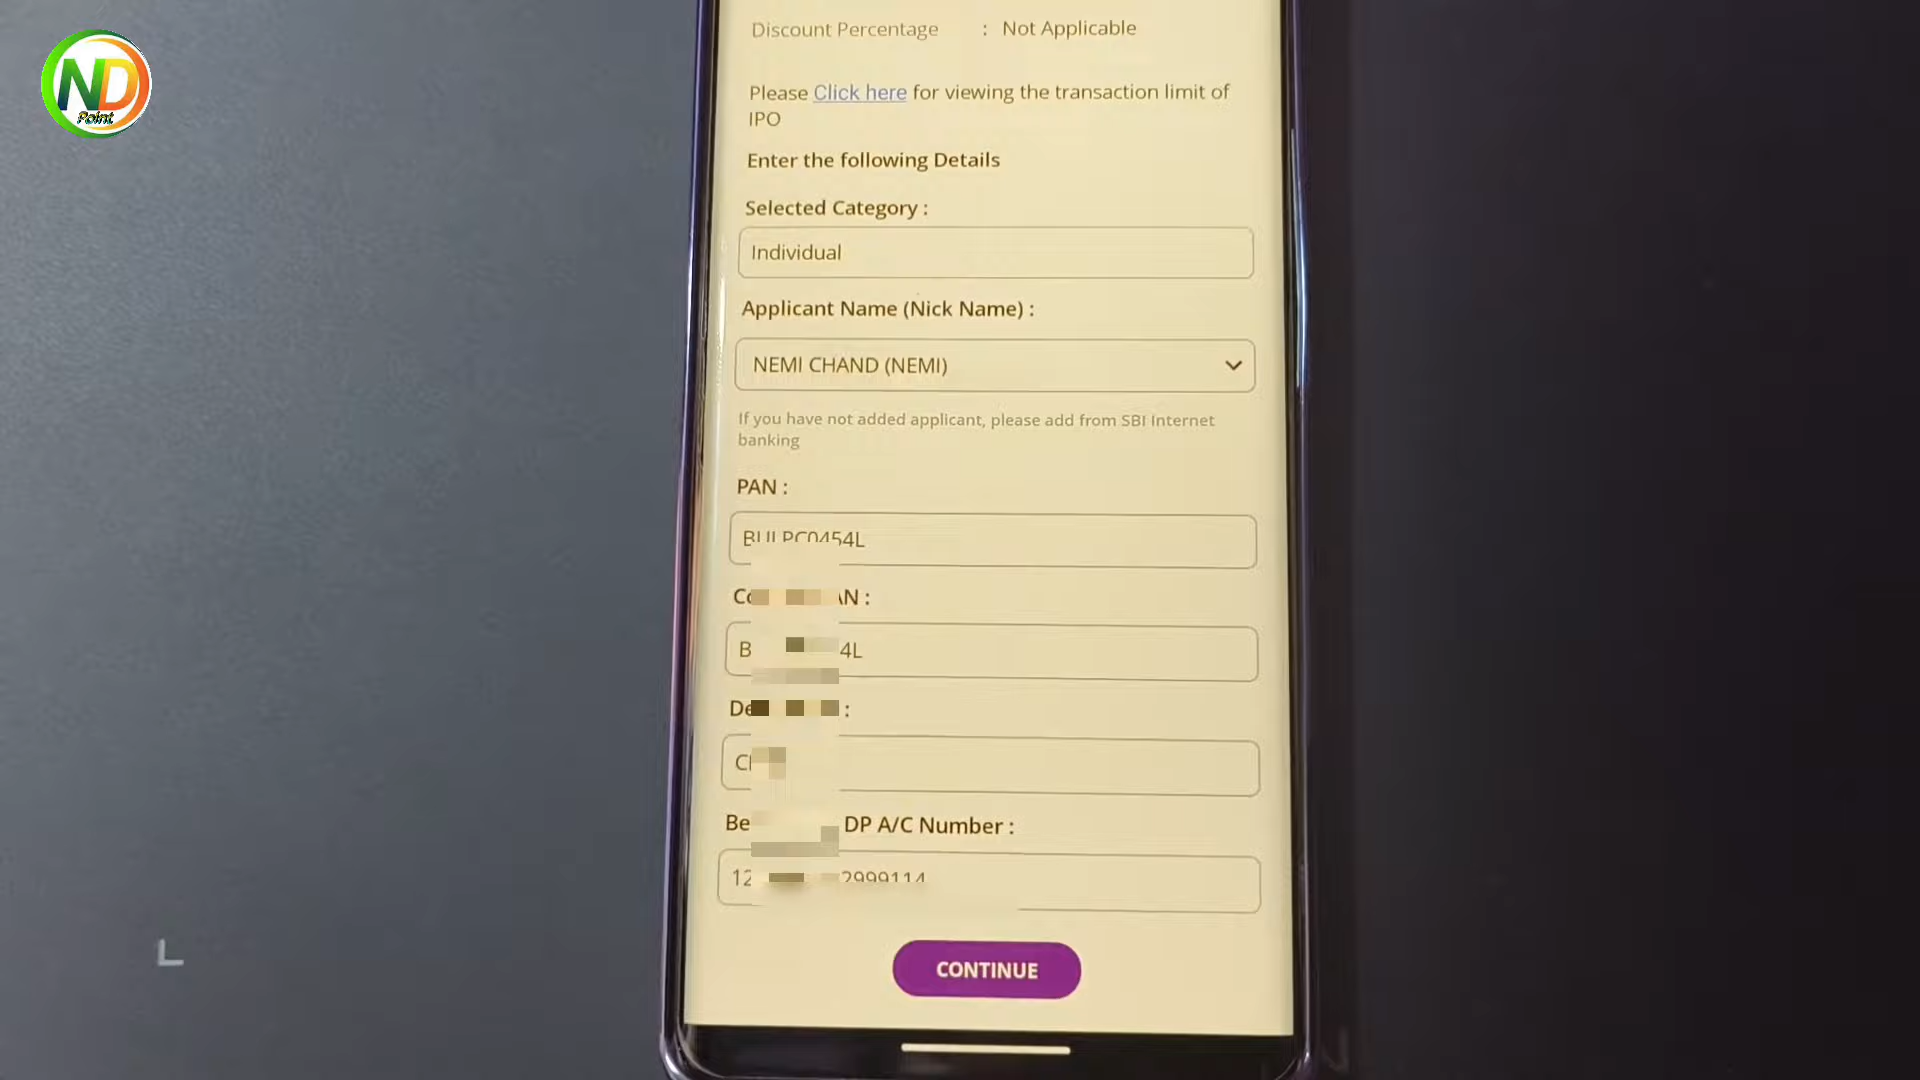 ND
Point
Discount Percentage : Not Applicable
Please Click here for viewing the transaction limit of
IPO
Enter the following Details
Selected Category :
Individual
Applicant Name (Nick Name) :
NEMI CHAND (NEMI)
If you have not added applicant, please add from SBI Internet
banking
PAN :
:
DP A/C Number :
CONTINUE
L